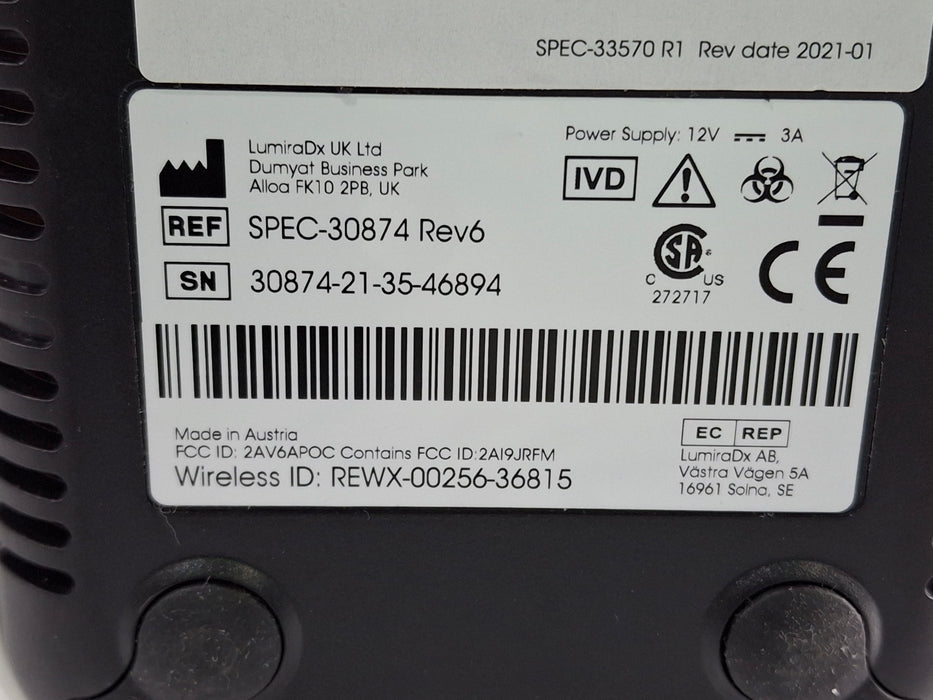 SPEC-33570 R1 Rev date 2021-01
LumiraDx UK Ltd
Dumyat Business Park
Alloa FK10 2PB, UK
Power Supply: 12V 3A
IVD
REF SPEC-30874 Rev6
SN 30874-21-35-46894
SA
C US
272717
CE
Made in Austria
FCC ID: 2AV6APOC Contains FCC ID:2AI9JRFM
Wireless ID: REWX-00256-36815
EC REP
LumiraDx AB,
Västra Vägen 5A
16961 Solna, SE